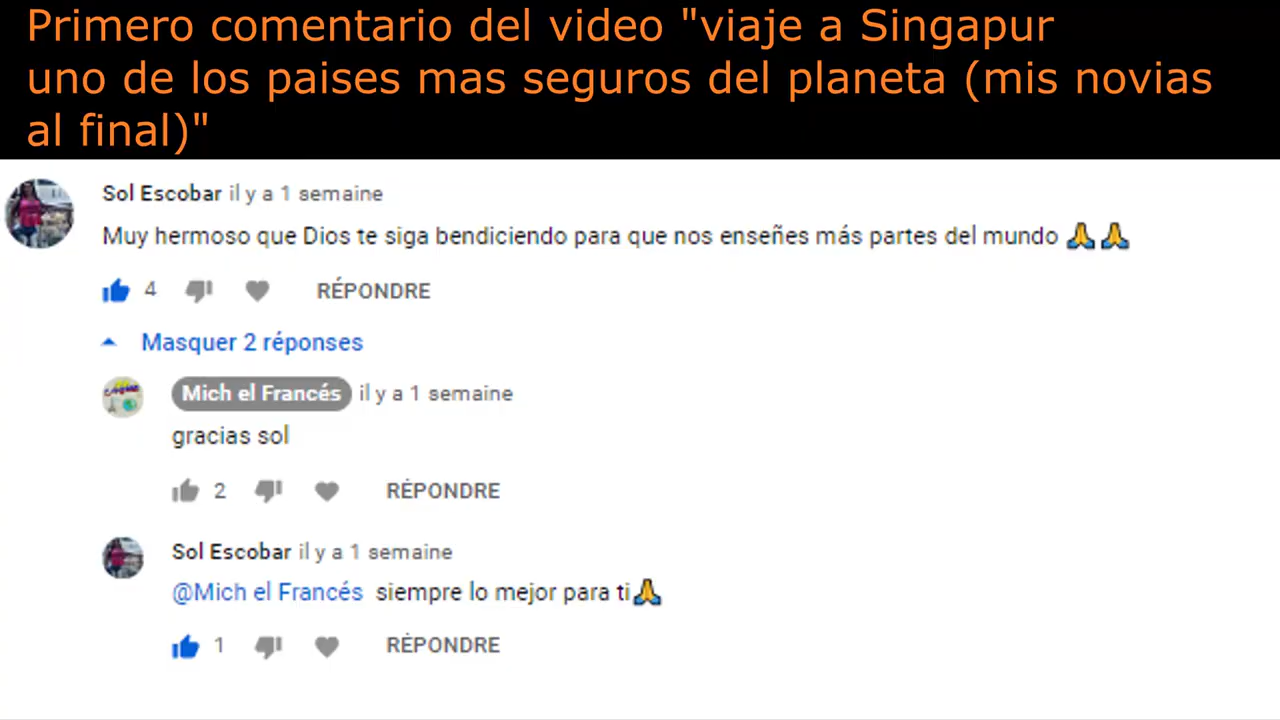 Primero comentario del video "viaje a Singapur
uno de los paises mas seguros del planeta (mis novias
al final)"
Sol Escobar il y a 1 semaine
Muy hermoso que Dios te siga bendiciendo para que nos enseñes más partes del mundo 🙏🙏
4 RÉPONDRE
Masquer 2 réponses
Mich el Francés il y a 1 semaine
gracias sol
2 RÉPONDRE
Sol Escobar il y a 1 semaine
@Mich el Francés siempre lo mejor para ti🙏
1 RÉPONDRE